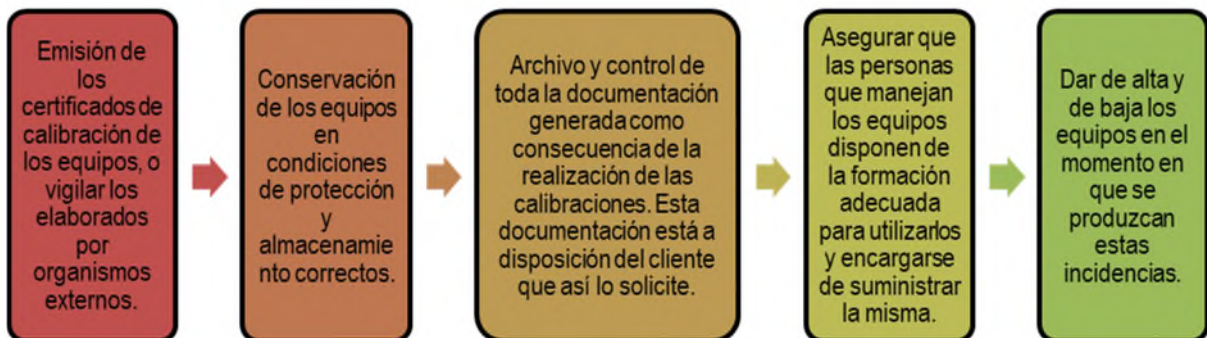 Emisión de
los
certificados de
calibración de
los equipos, o
vigilar los
elaborados
por
organismos
externos.
Conservación
de los equipos
en
condiciones
de protección
y
almacenamie
nto correctos.
Archivo y control de
toda la documentación
generada como
consecuencia de la
realización de las
calibraciones. Esta
documentación está a
disposición del cliente
que así lo solicite.
Asegurar que
las personas
que manejan
los equipos
disponen de
la formación
adecuada
para utilizarlos
y encargarse
de suministrar
la misma.
Dar de alta y
de baja los
equipos en el
momento en
que se
produzcan
estas
incidencias.